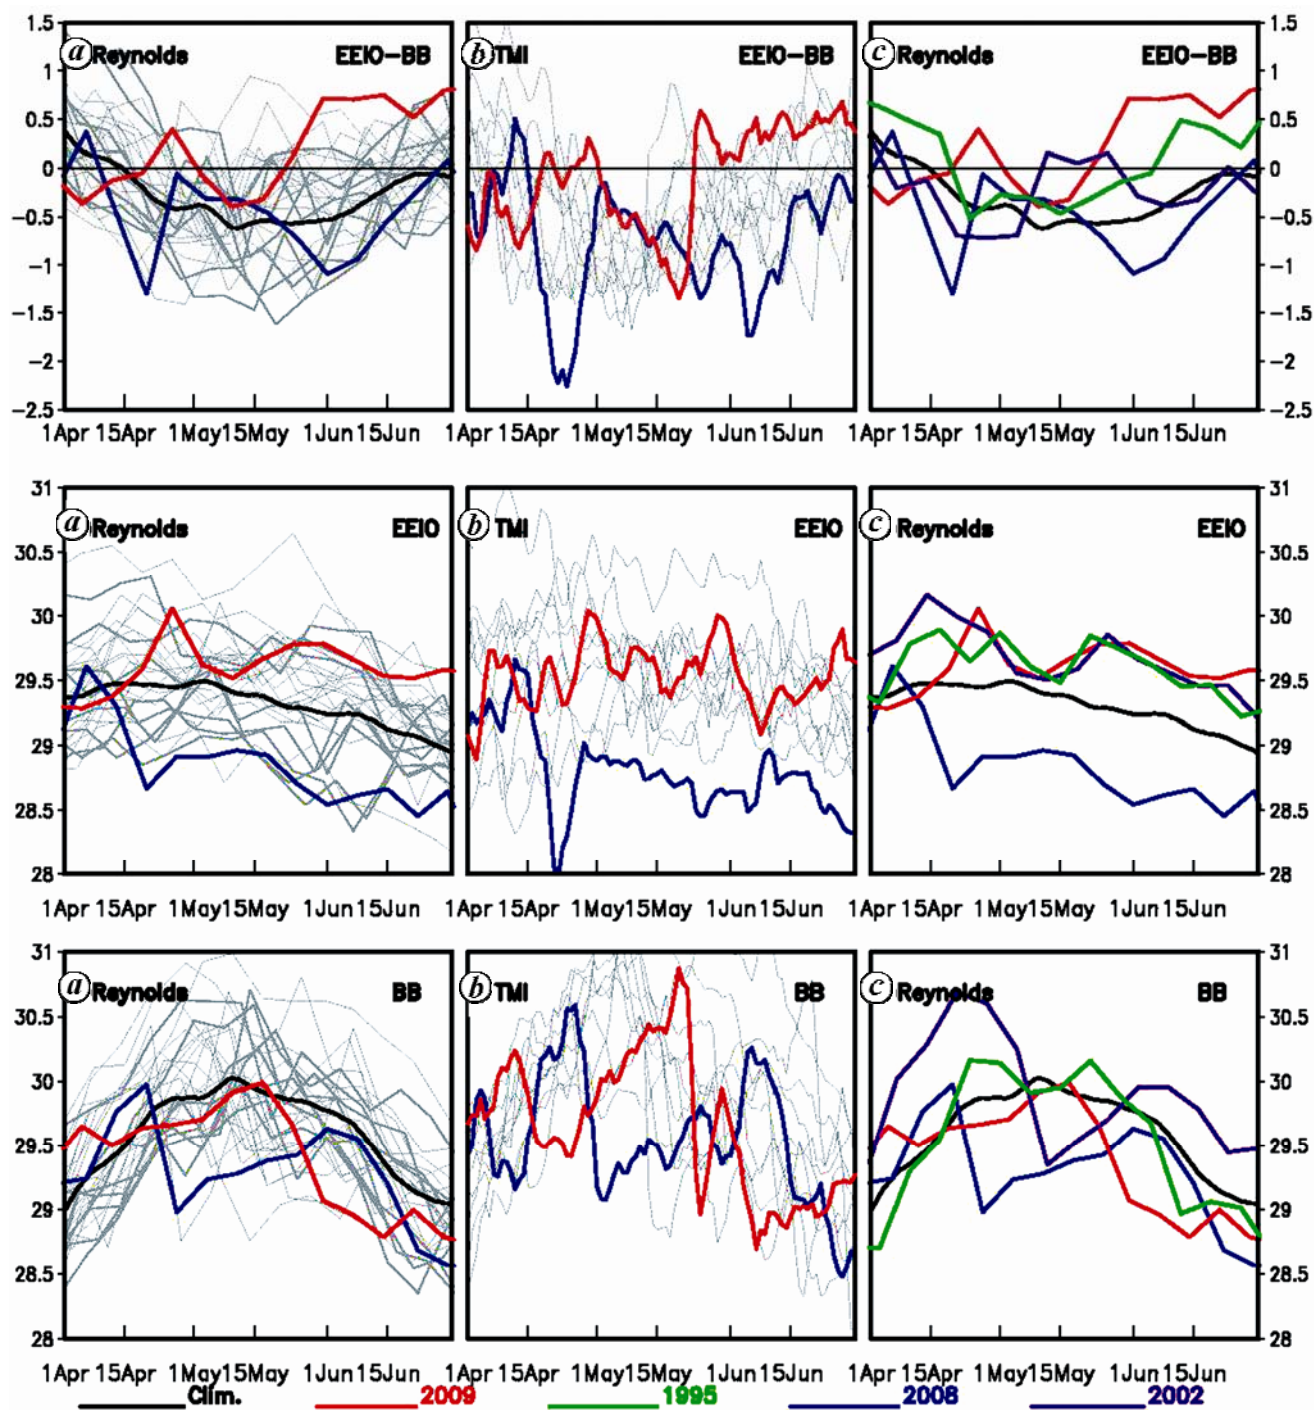 1.5
1
0.5
0
−0.5
−1
−1.5
−2
−2.5
a Reynolds EEIO−BB
1Apr 15Apr 1May15May 1Jun15Jun
b TMI EEIO−BB
1Apr 15Apr 1May15May 1Jun15Jun
c Reynolds EEIO−BB
1Apr 15Apr 1May15May 1Jun15Jun
1.5
1
0.5
0
−0.5
−1
−1.5
−2
−2.5
31
30.5
30
29.5
29
28.5
28
a Reynolds EEIO
1Apr 15Apr 1May15May 1Jun15Jun
b TMI EEIO
1Apr 15Apr 1May15May 1Jun15Jun
c Reynolds EEIO
1Apr 15Apr 1May15May 1Jun15Jun
31
30.5
30
29.5
29
28.5
28
31
30.5
30
29.5
29
28.5
28
a Reynolds BB
1Apr 15Apr 1May15May 1Jun15Jun
b TMI BB
1Apr 15Apr 1May15May 1Jun15Jun
c Reynolds BB
1Apr 15Apr 1May15May 1Jun15Jun
31
30.5
30
29.5
29
28.5
28
Clim. 2009 1995 2008 2002